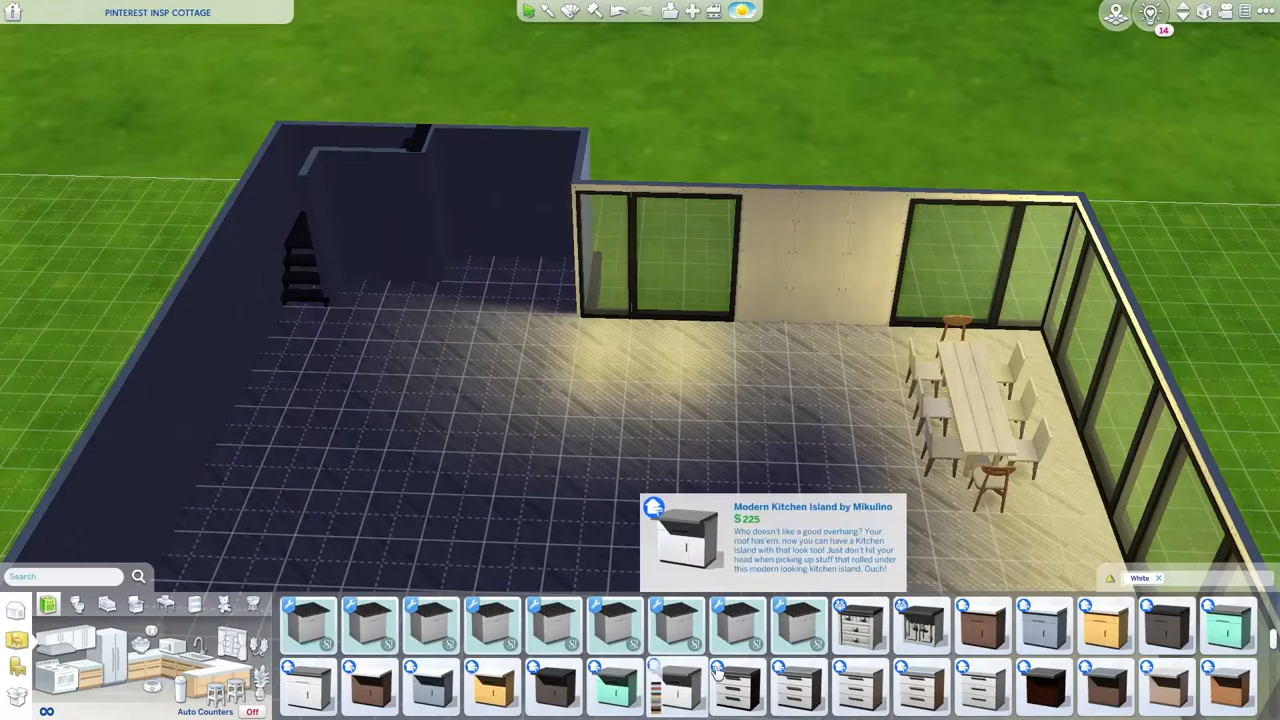 PINTEREST INSP COTTAGE
14
Modern Kitchen Island by Mikulino
§225
Who doesn't like a good overhang? Your
roof has'em, now you can have a Kitchen
Island with that look too! Just don't hit your
head when picking up stuff that rolled under
this modern looking kitchen island. Ouch!
Search
White
Auto Counters Off